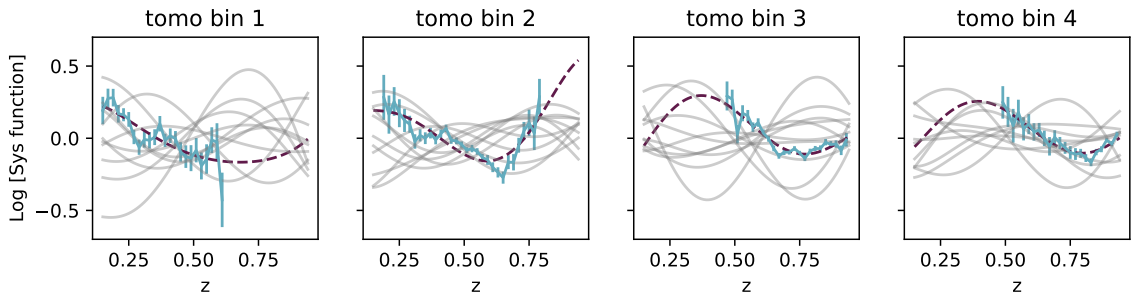 tomo bin 1 tomo bin 2 tomo bin 3 tomo bin 4
Log [Sys function]
0.5
0.0
−0.5
0.25 0.50 0.75 0.25 0.50 0.75 0.25 0.50 0.75 0.25 0.50 0.75
z z z z